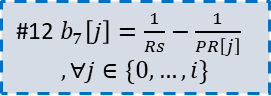 #12 b₇[j] = 1/Rs − 1/PR[j]
, ∀j ∈ {0, … , i}